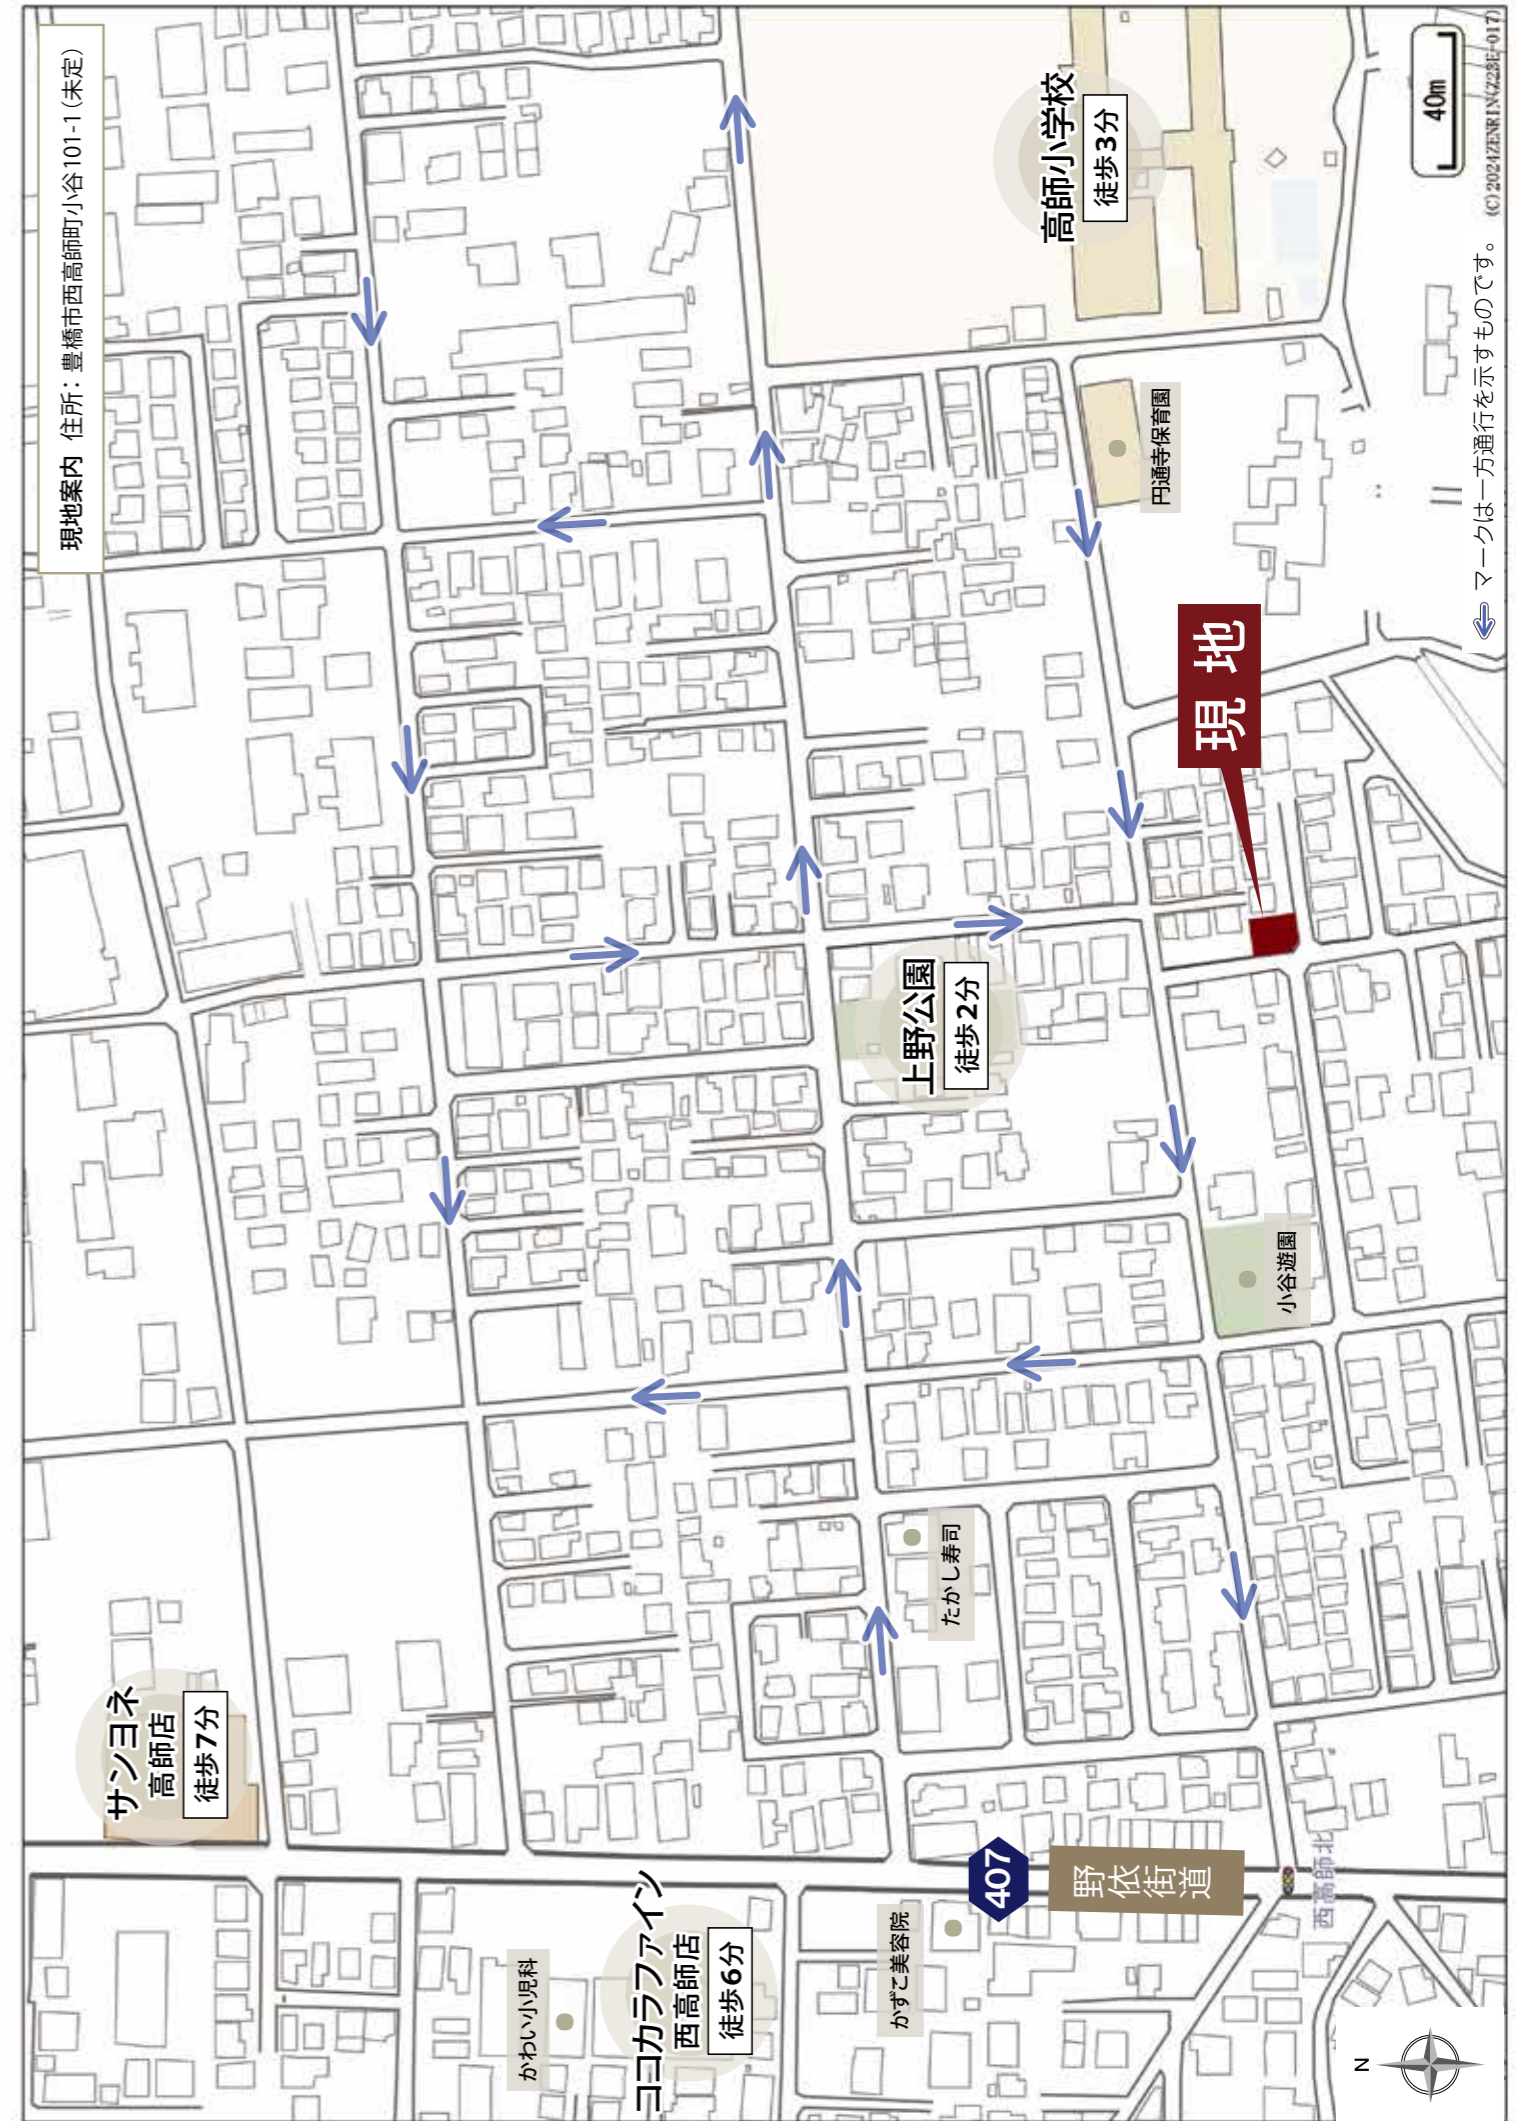 現地案内 住所：豊橋市西高師町小谷101-1 (未定)
サンヨネ
高師店
徒歩7分
かわい小児科
ココカラファイン
西高師店
徒歩6分
かずこ美容院
407
野依街道
西高師北
たかし寿司
上野公園
徒歩2分
小谷遊園
現 地
円通寺保育園
高師小学校
徒歩3分
40m
マークは一方通行を示すものです。
(C) 2024ZENRIN(Z23E-017)
N